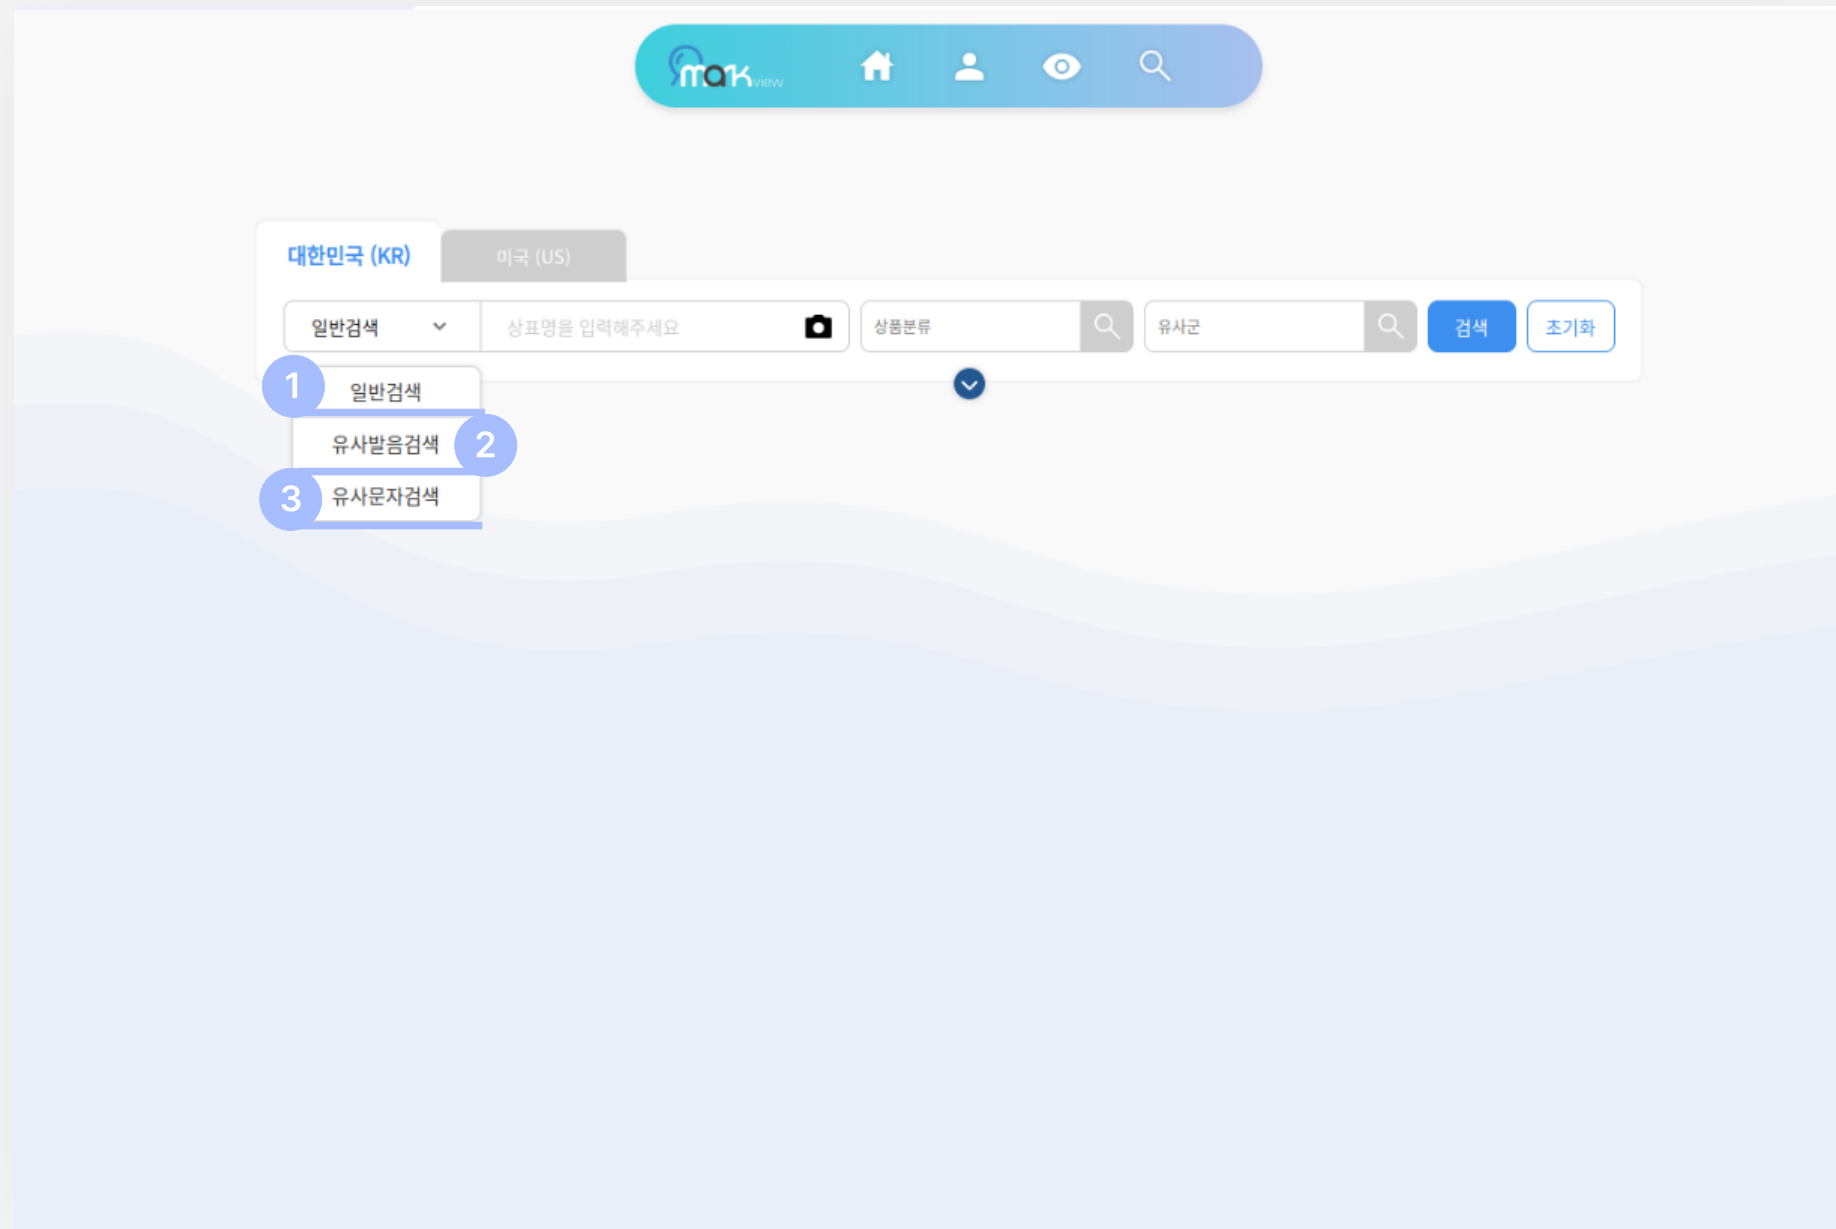 mark view
대한민국 (KR)
미국 (US)
일반검색
상표명을 입력해주세요
상품분류
유사군
검색
초기화
1 일반검색
유사발음검색 2
3 유사문자검색